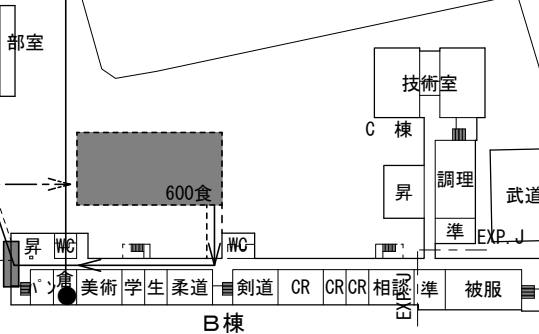 部室
技術室
C 棟
調理
600食
昇
武道
準
EXP.J
昇
WC
WC
倉
パソ
美術
学
生
柔道
剣道
CR
CR
CR
相談
EXP.J
準
被服
B棟